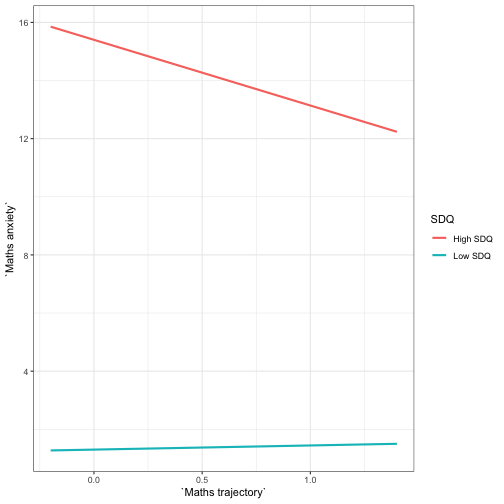 16
12
8
4
0.0 0.5 1.0
`Maths trajectory`
`Maths anxiety`
SDQ
High SDQ
Low SDQ